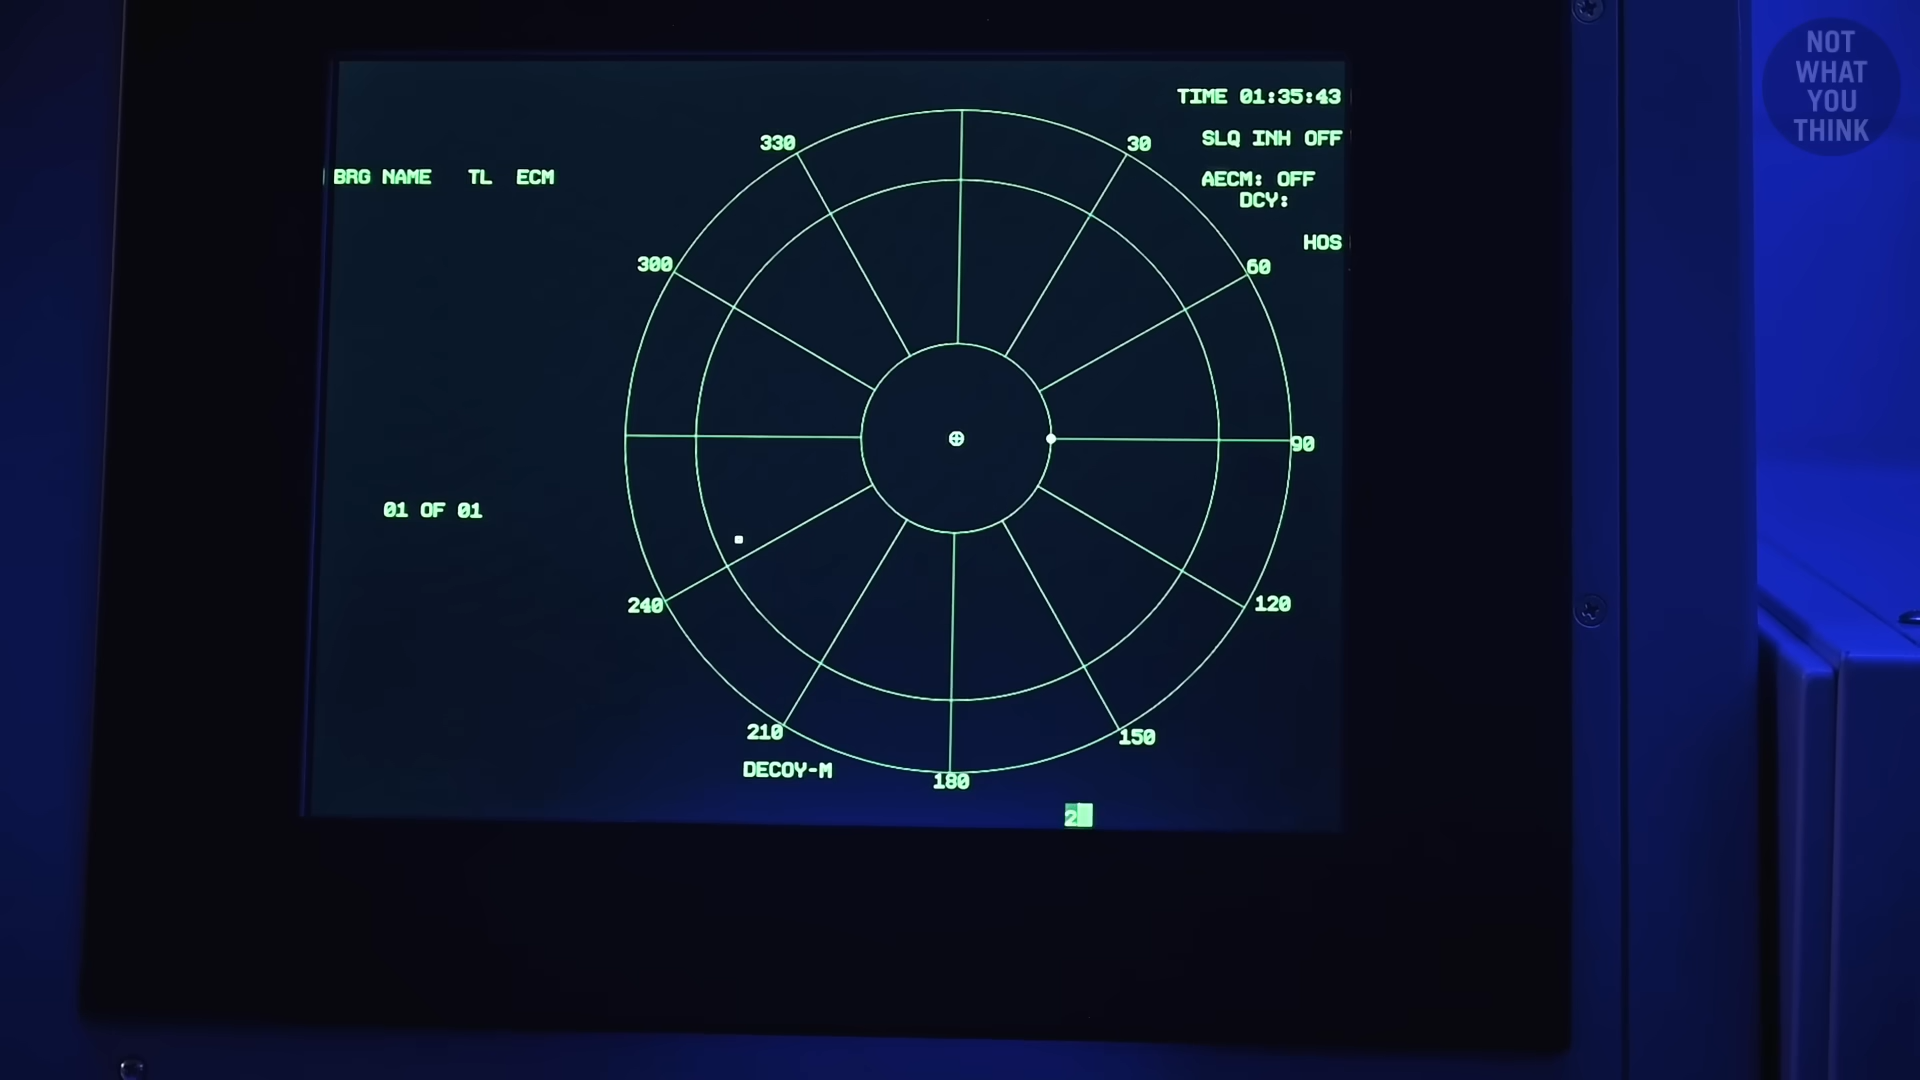 NOT
WHAT
YOU
THINK
TIME 01:35:43
SLQ INH OFF
AECM: OFF
DCY:
HOS
BRG NAME TL ECM
330
30
300
60
90
01 OF 01
240
120
210
150
DECOY-M
180
2